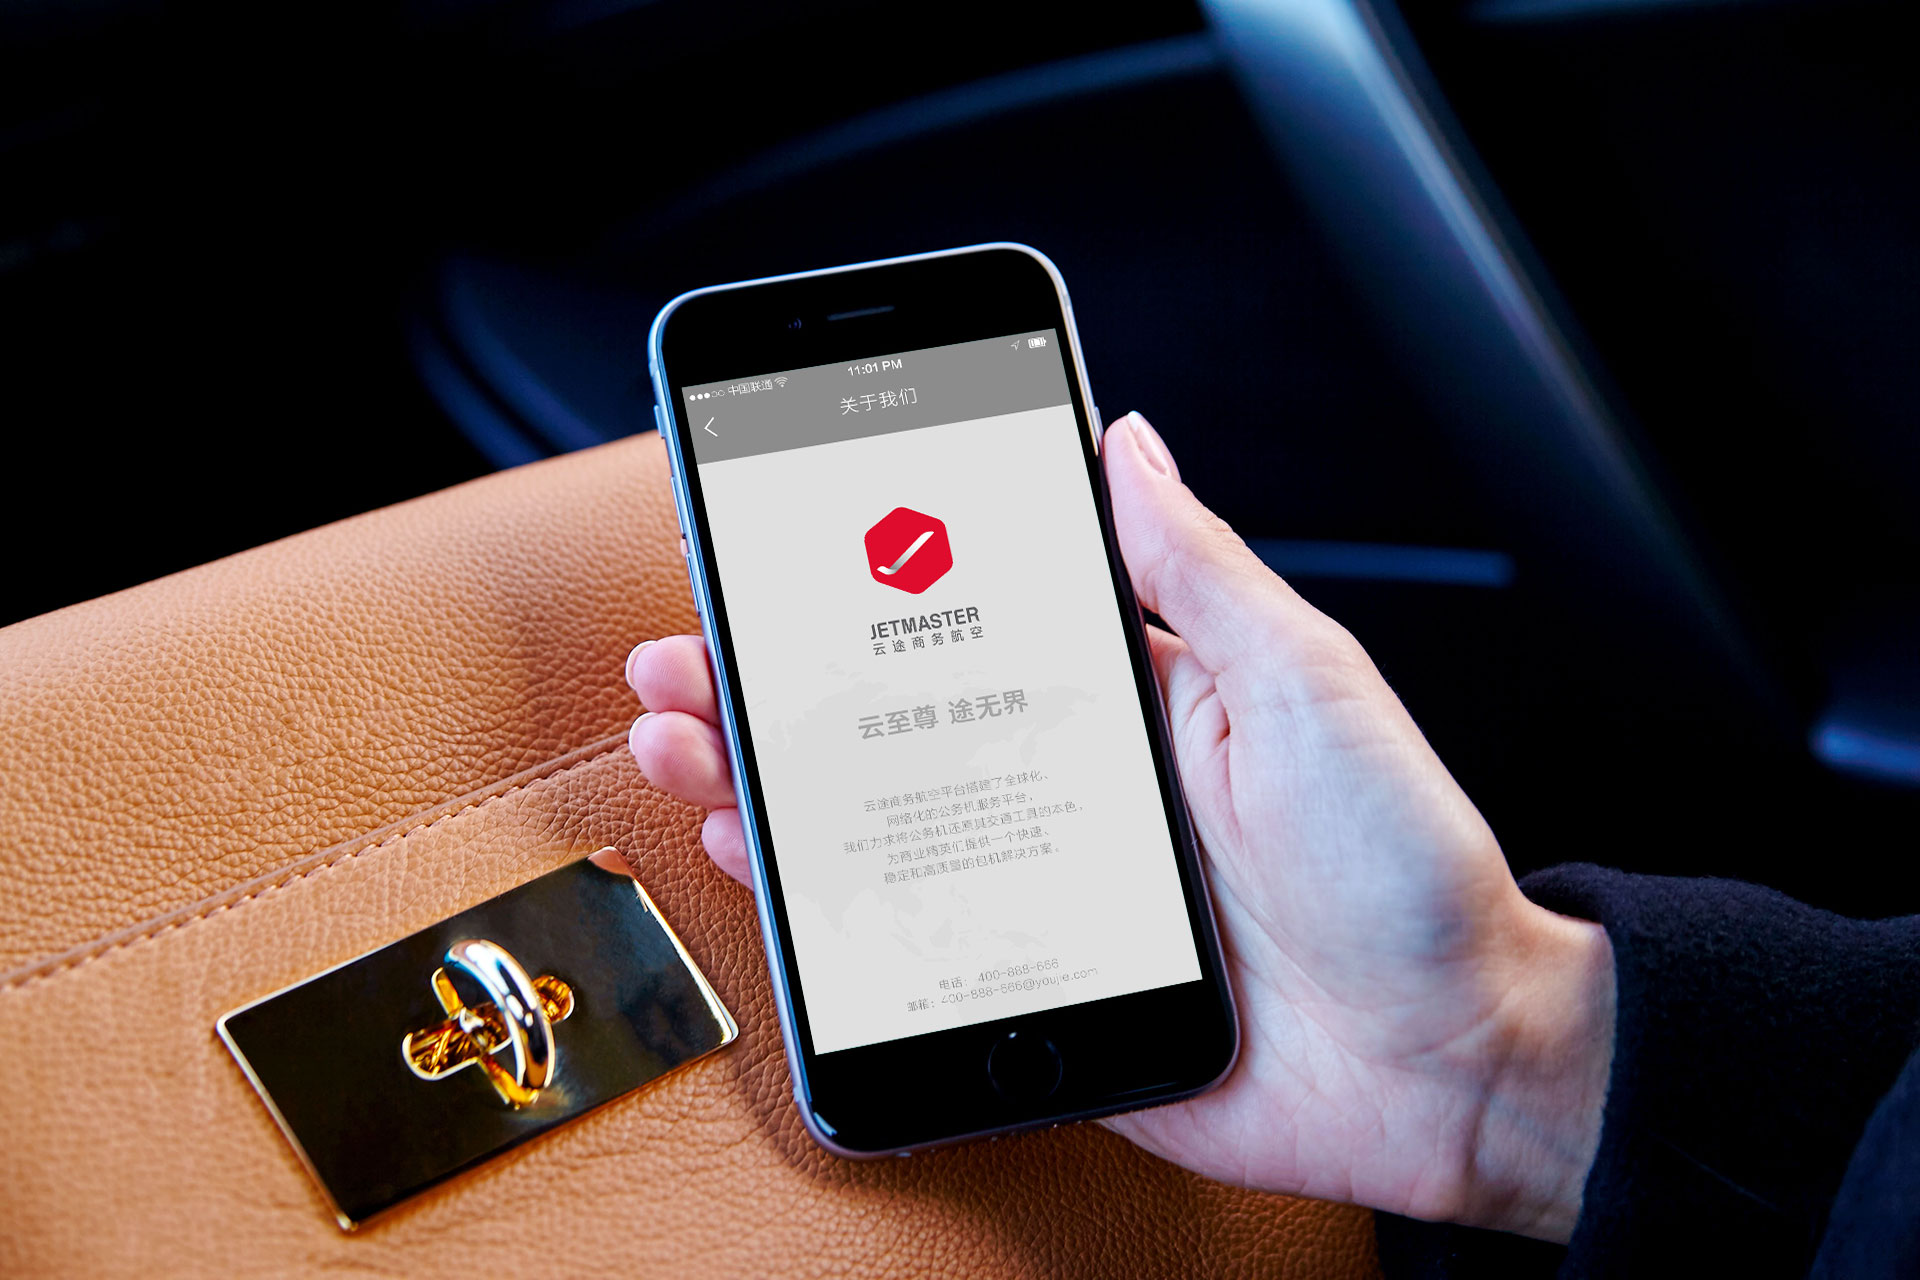 中国联通
11:01 PM
关于我们
JETMASTER
云途商务航空
云至尊 途无界
云途商务航空平台搭建了全球化、
网络化的公务机服务平台，
我们力求将公务机还原其交通工具的本色，
为商业精英们提供一个快速、
稳定和高质量的包机解决方案。
电话：400-888-666
邮箱：400-888-666@youjie.com